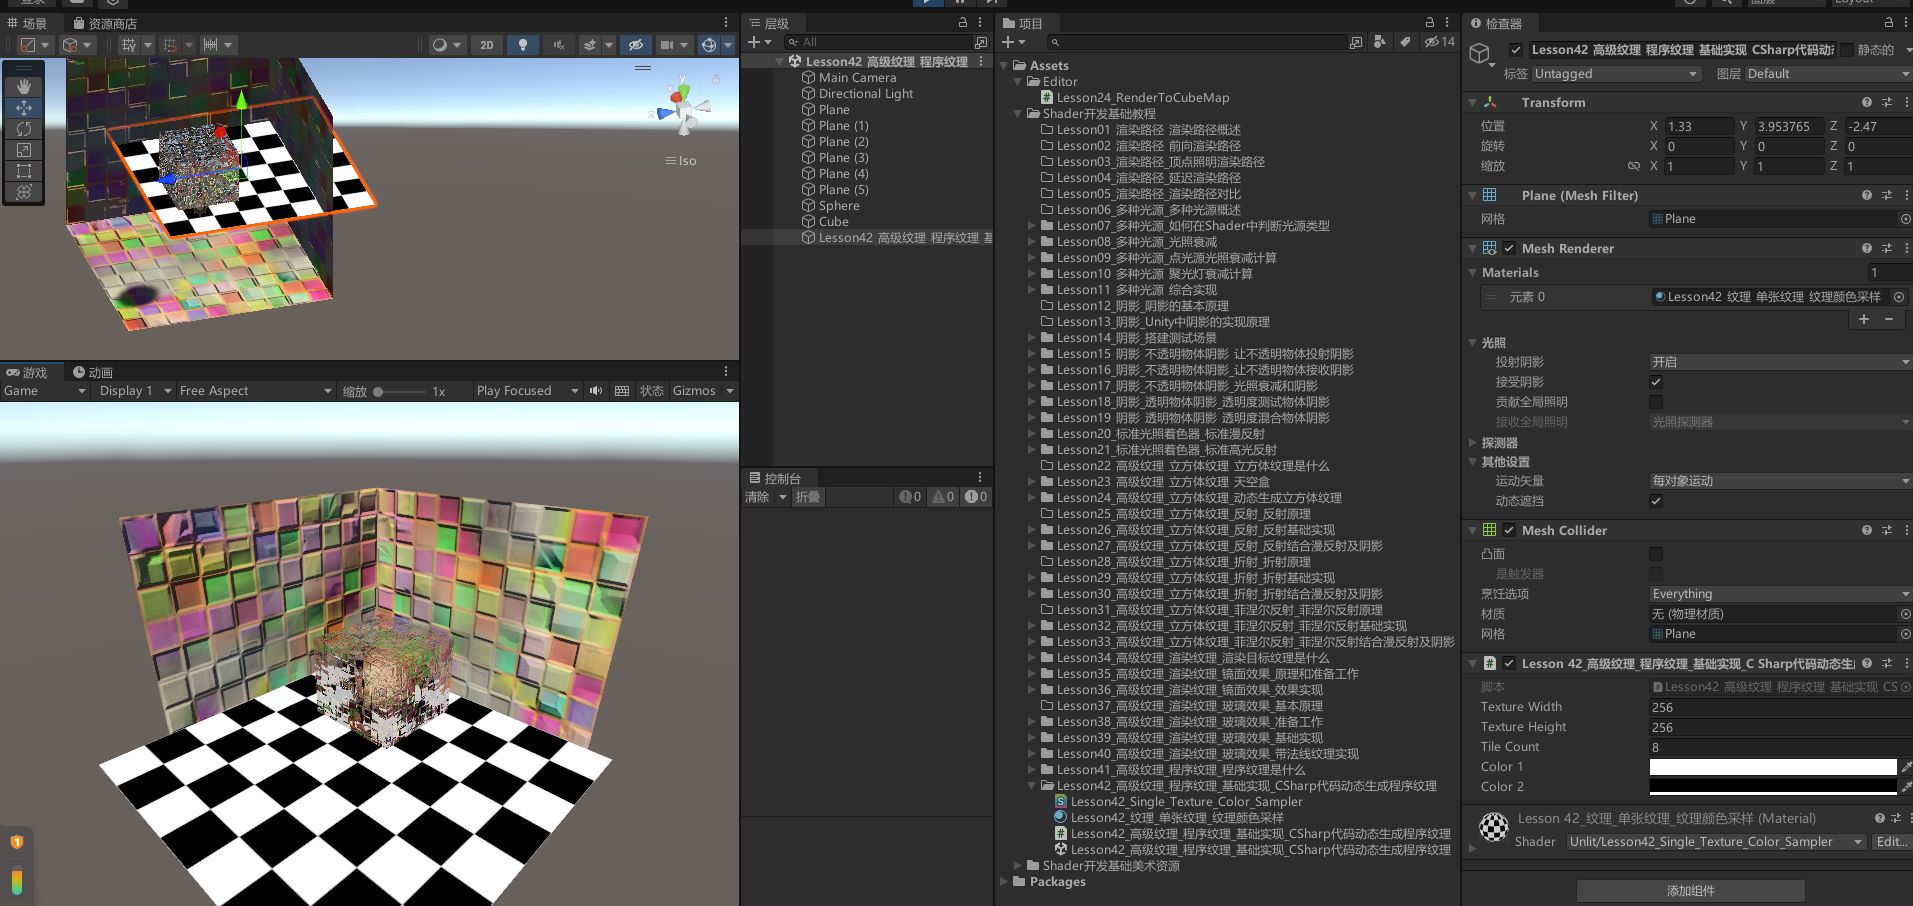 登录
图层
Layout
场景
资源商店
2D
Iso
Y
Z
游戏
动画
Game
Display 1
Free Aspect
缩放
1x
Play Focused
状态
Gizmos
层级
All
Lesson42 高级纹理 程序纹理
Main Camera
Directional Light
Plane
Plane (1)
Plane (2)
Plane (3)
Plane (4)
Plane (5)
Sphere
Cube
Lesson42 高级纹理 程序纹理 基
控制台
清除
折叠
0
0
0
项目
14
Assets
Editor
Lesson24_RenderToCubeMap
Shader开发基础教程
Lesson01 渲染路径 渲染路径概述
Lesson02 渲染路径 前向渲染路径
Lesson03_渲染路径_顶点照明渲染路径
Lesson04_渲染路径_延迟渲染路径
Lesson05_渲染路径_渲染路径对比
Lesson06_多种光源_多种光源概述
Lesson07_多种光源_如何在Shader中判断光源类型
Lesson08_多种光源_光照衰减
Lesson09_多种光源_点光源光照衰减计算
Lesson10 多种光源 聚光灯衰减计算
Lesson11 多种光源 综合实现
Lesson12_阴影_阴影的基本原理
Lesson13_阴影_Unity中阴影的实现原理
Lesson14_阴影_搭建测试场景
Lesson15 阴影 不透明物体阴影 让不透明物体投射阴影
Lesson16_阴影_不透明物体阴影_让不透明物体接收阴影
Lesson17_阴影_不透明物体阴影_光照衰减和阴影
Lesson18_阴影_透明物体阴影_透明度测试物体阴影
Lesson19 阴影 透明物体阴影 透明度混合物体阴影
Lesson20_标准光照着色器_标准漫反射
Lesson21_标准光照着色器_标准高光反射
Lesson22 高级纹理 立方体纹理 立方体纹理是什么
Lesson23 高级纹理 立方体纹理 天空盒
Lesson24_高级纹理_立方体纹理_动态生成立方体纹理
Lesson25_高级纹理_立方体纹理_反射_反射原理
Lesson26_高级纹理_立方体纹理_反射_反射基础实现
Lesson27_高级纹理_立方体纹理_反射_反射结合漫反射及阴影
Lesson28_高级纹理_立方体纹理_折射_折射原理
Lesson29_高级纹理_立方体纹理_折射_折射基础实现
Lesson30_高级纹理_立方体纹理_折射_折射结合漫反射及阴影
Lesson31_高级纹理_立方体纹理_菲涅尔反射_菲涅尔反射原理
Lesson32_高级纹理_立方体纹理_菲涅尔反射_菲涅尔反射基础实现
Lesson33_高级纹理_立方体纹理_菲涅尔反射_菲涅尔反射结合漫反射及阴影
Lesson34_高级纹理_渲染纹理_渲染目标纹理是什么
Lesson35_高级纹理_渲染纹理_镜面效果_原理和准备工作
Lesson36_高级纹理_渲染纹理_镜面效果_效果实现
Lesson37_高级纹理_渲染纹理_玻璃效果_基本原理
Lesson38_高级纹理_渲染纹理_玻璃效果_准备工作
Lesson39_高级纹理_渲染纹理_玻璃效果_基础实现
Lesson40_高级纹理_渲染纹理_玻璃效果_带法线纹理实现
Lesson41_高级纹理_程序纹理_程序纹理是什么
Lesson42_高级纹理_程序纹理_基础实现_CSharp代码动态生成程序纹理
Lesson42_Single_Texture_Color_Sampler
Lesson42_纹理_单张纹理_纹理颜色采样
Lesson42_高级纹理_程序纹理_基础实现_CSharp代码动态生成程序纹理
Lesson42_高级纹理_程序纹理_基础实现_CSharp代码动态生成程序纹理
Shader开发基础美术资源
Packages
检查器
Lesson42 高级纹理 程序纹理 基础实现 CSharp代码动
静态的
标签 Untagged
图层 Default
Transform
位置 X 1.33 Y 3.953765 Z -2.47
旋转 X 0 Y 0 Z 0
缩放 X 1 Y 1 Z 1
Plane (Mesh Filter)
网格 Plane
Mesh Renderer
Materials 1
元素 0 Lesson42 纹理 单张纹理 纹理颜色采样
光照
投射阴影 开启
接受阴影
贡献全局照明
接收全局照明 光照探测器
探测器
其他设置
运动矢量 每对象运动
动态遮挡
Mesh Collider
凸面
是触发器
烹饪选项 Everything
材质 无 (物理材质)
网格 Plane
Lesson 42_高级纹理_程序纹理_基础实现_C Sharp代码动态生
脚本 Lesson42 高级纹理 程序纹理 基础实现 CS
Texture Width 256
Texture Height 256
Tile Count 8
Color 1
Color 2
Lesson 42_纹理_单张纹理_纹理颜色采样 (Material)
Shader Unlit/Lesson42_Single_Texture_Color_Sampler Edit...
添加组件